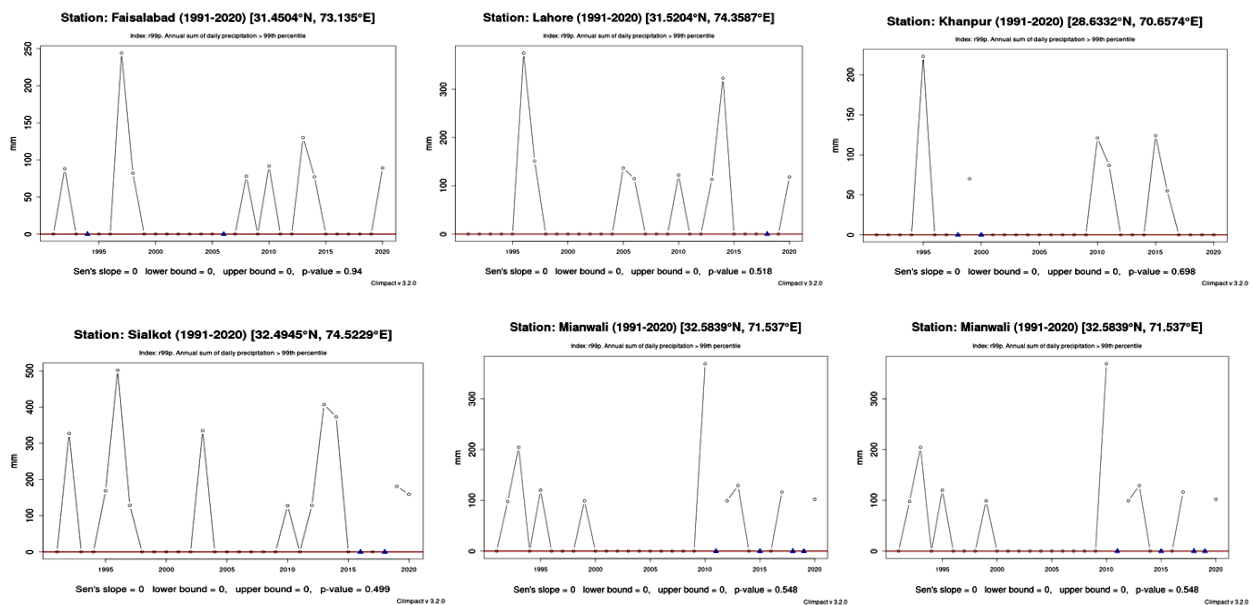 Station: Faisalabad (1991-2020) [31.4504°N, 73.135°E]
Index: r99p. Annual sum of daily precipitation > 99th percentile
mm
250
200
150
100
50
0
1995
2000
2005
2010
2015
2020
Sen's slope = 0 lower bound = 0, upper bound = 0, p-value = 0.94
Climpact v 3.2.0
Station: Lahore (1991-2020) [31.5204°N, 74.3587°E]
Index: r99p. Annual sum of daily precipitation > 99th percentile
mm
300
200
100
0
1995
2000
2005
2010
2015
2020
Sen's slope = 0 lower bound = 0, upper bound = 0, p-value = 0.518
Climpact v 3.2.0
Station: Khanpur (1991-2020) [28.6332°N, 70.6574°E]
Index: r99p. Annual sum of daily precipitation > 99th percentile
mm
200
150
100
50
0
1995
2000
2005
2010
2015
2020
Sen's slope = 0 lower bound = 0, upper bound = 0, p-value = 0.698
Climpact v 3.2.0
Station: Sialkot (1991-2020) [32.4945°N, 74.5229°E]
Index: r99p. Annual sum of daily precipitation > 99th percentile
mm
500
400
300
200
100
0
1995
2000
2005
2010
2015
2020
Sen's slope = 0 lower bound = 0, upper bound = 0, p-value = 0.499
Climpact v 3.2.0
Station: Mianwali (1991-2020) [32.5839°N, 71.537°E]
Index: r99p. Annual sum of daily precipitation > 99th percentile
mm
300
200
100
0
1995
2000
2005
2010
2015
2020
Sen's slope = 0 lower bound = 0, upper bound = 0, p-value = 0.548
Climpact v 3.2.0
Station: Mianwali (1991-2020) [32.5839°N, 71.537°E]
Index: r99p. Annual sum of daily precipitation > 99th percentile
mm
300
200
100
0
1995
2000
2005
2010
2015
2020
Sen's slope = 0 lower bound = 0, upper bound = 0, p-value = 0.548
Climpact v 3.2.0